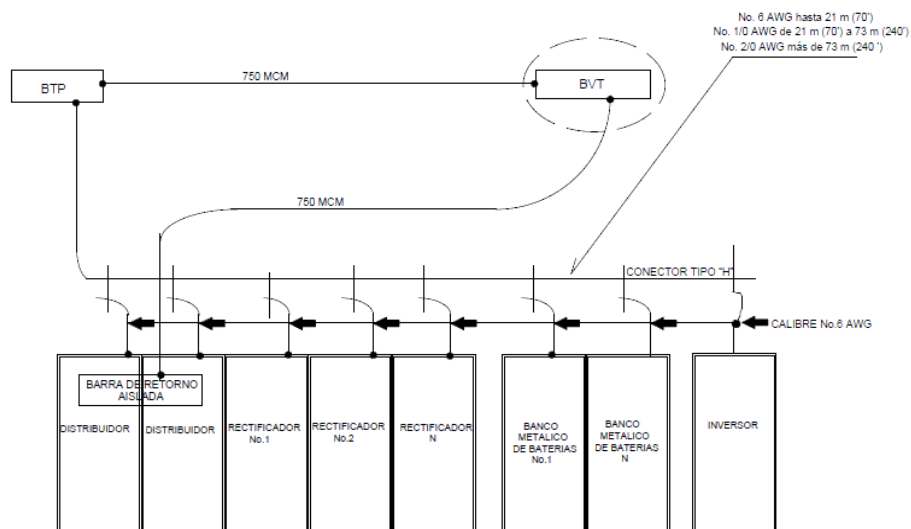 No. 6 AWG hasta 21 m (70')
No. 1/0 AWG de 21 m (70') a 73 m (240')
No. 2/0 AWG más de 73 m (240 ')
750 MCM
BTP
BVT
750 MCM
CONECTOR TIPO "H"
CALIBRE No.6 AWG
BARRA DE RETORNO
AISLADA
DISTRIBUIDOR
DISTRIBUIDOR
RECTIFICADOR
No.1
RECTIFICADOR
No.2
RECTIFICADOR
N
BANCO
METALICO
DE BATERIAS
No.1
BANCO
METALICO
DE BATERIAS
N
INVERSOR